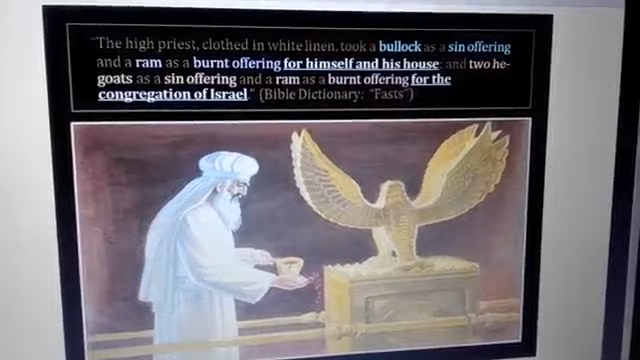 "The high priest, clothed in white linen, took a bullock as a sin offering
and a ram as a burnt offering for himself and his house; and two he-
goats as a sin offering and a ram as a burnt offering for the
congregation of Israel." (Bible Dictionary: "Fasts")